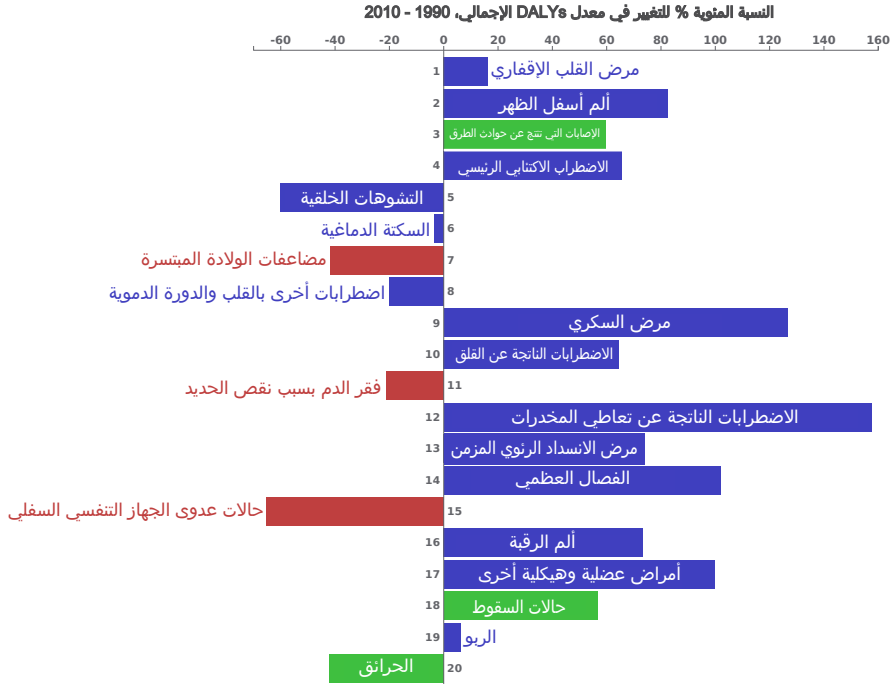 النسبة المئوية % للتغيير في معدل DALYs الإجمالي، 1990 - 2010
-60 -40 -20 0 20 40 60 80 100 120 140 160
1 مرض القلب الإقفاري
2 ألم أسفل الظهر
3 الإصابات التي تنتج عن حوادث الطرق
4 الاضطراب الاكتئابي الرئيسي
5 التشوهات الخلقية
6 السكتة الدماغية
7 مضاعفات الولادة المبتسرة
8 اضطرابات أخرى بالقلب والدورة الدموية
9 مرض السكري
10 الاضطرابات الناتجة عن القلق
11 فقر الدم بسبب نقص الحديد
12 الاضطرابات الناتجة عن تعاطي المخدرات
13 مرض الانسداد الرئوي المزمن
14 الفصال العظمي
15 حالات عدوى الجهاز التنفسي السفلي
16 ألم الرقبة
17 أمراض عضلية وهيكلية أخرى
18 حالات السقوط
19 الربو
20 الحرائق